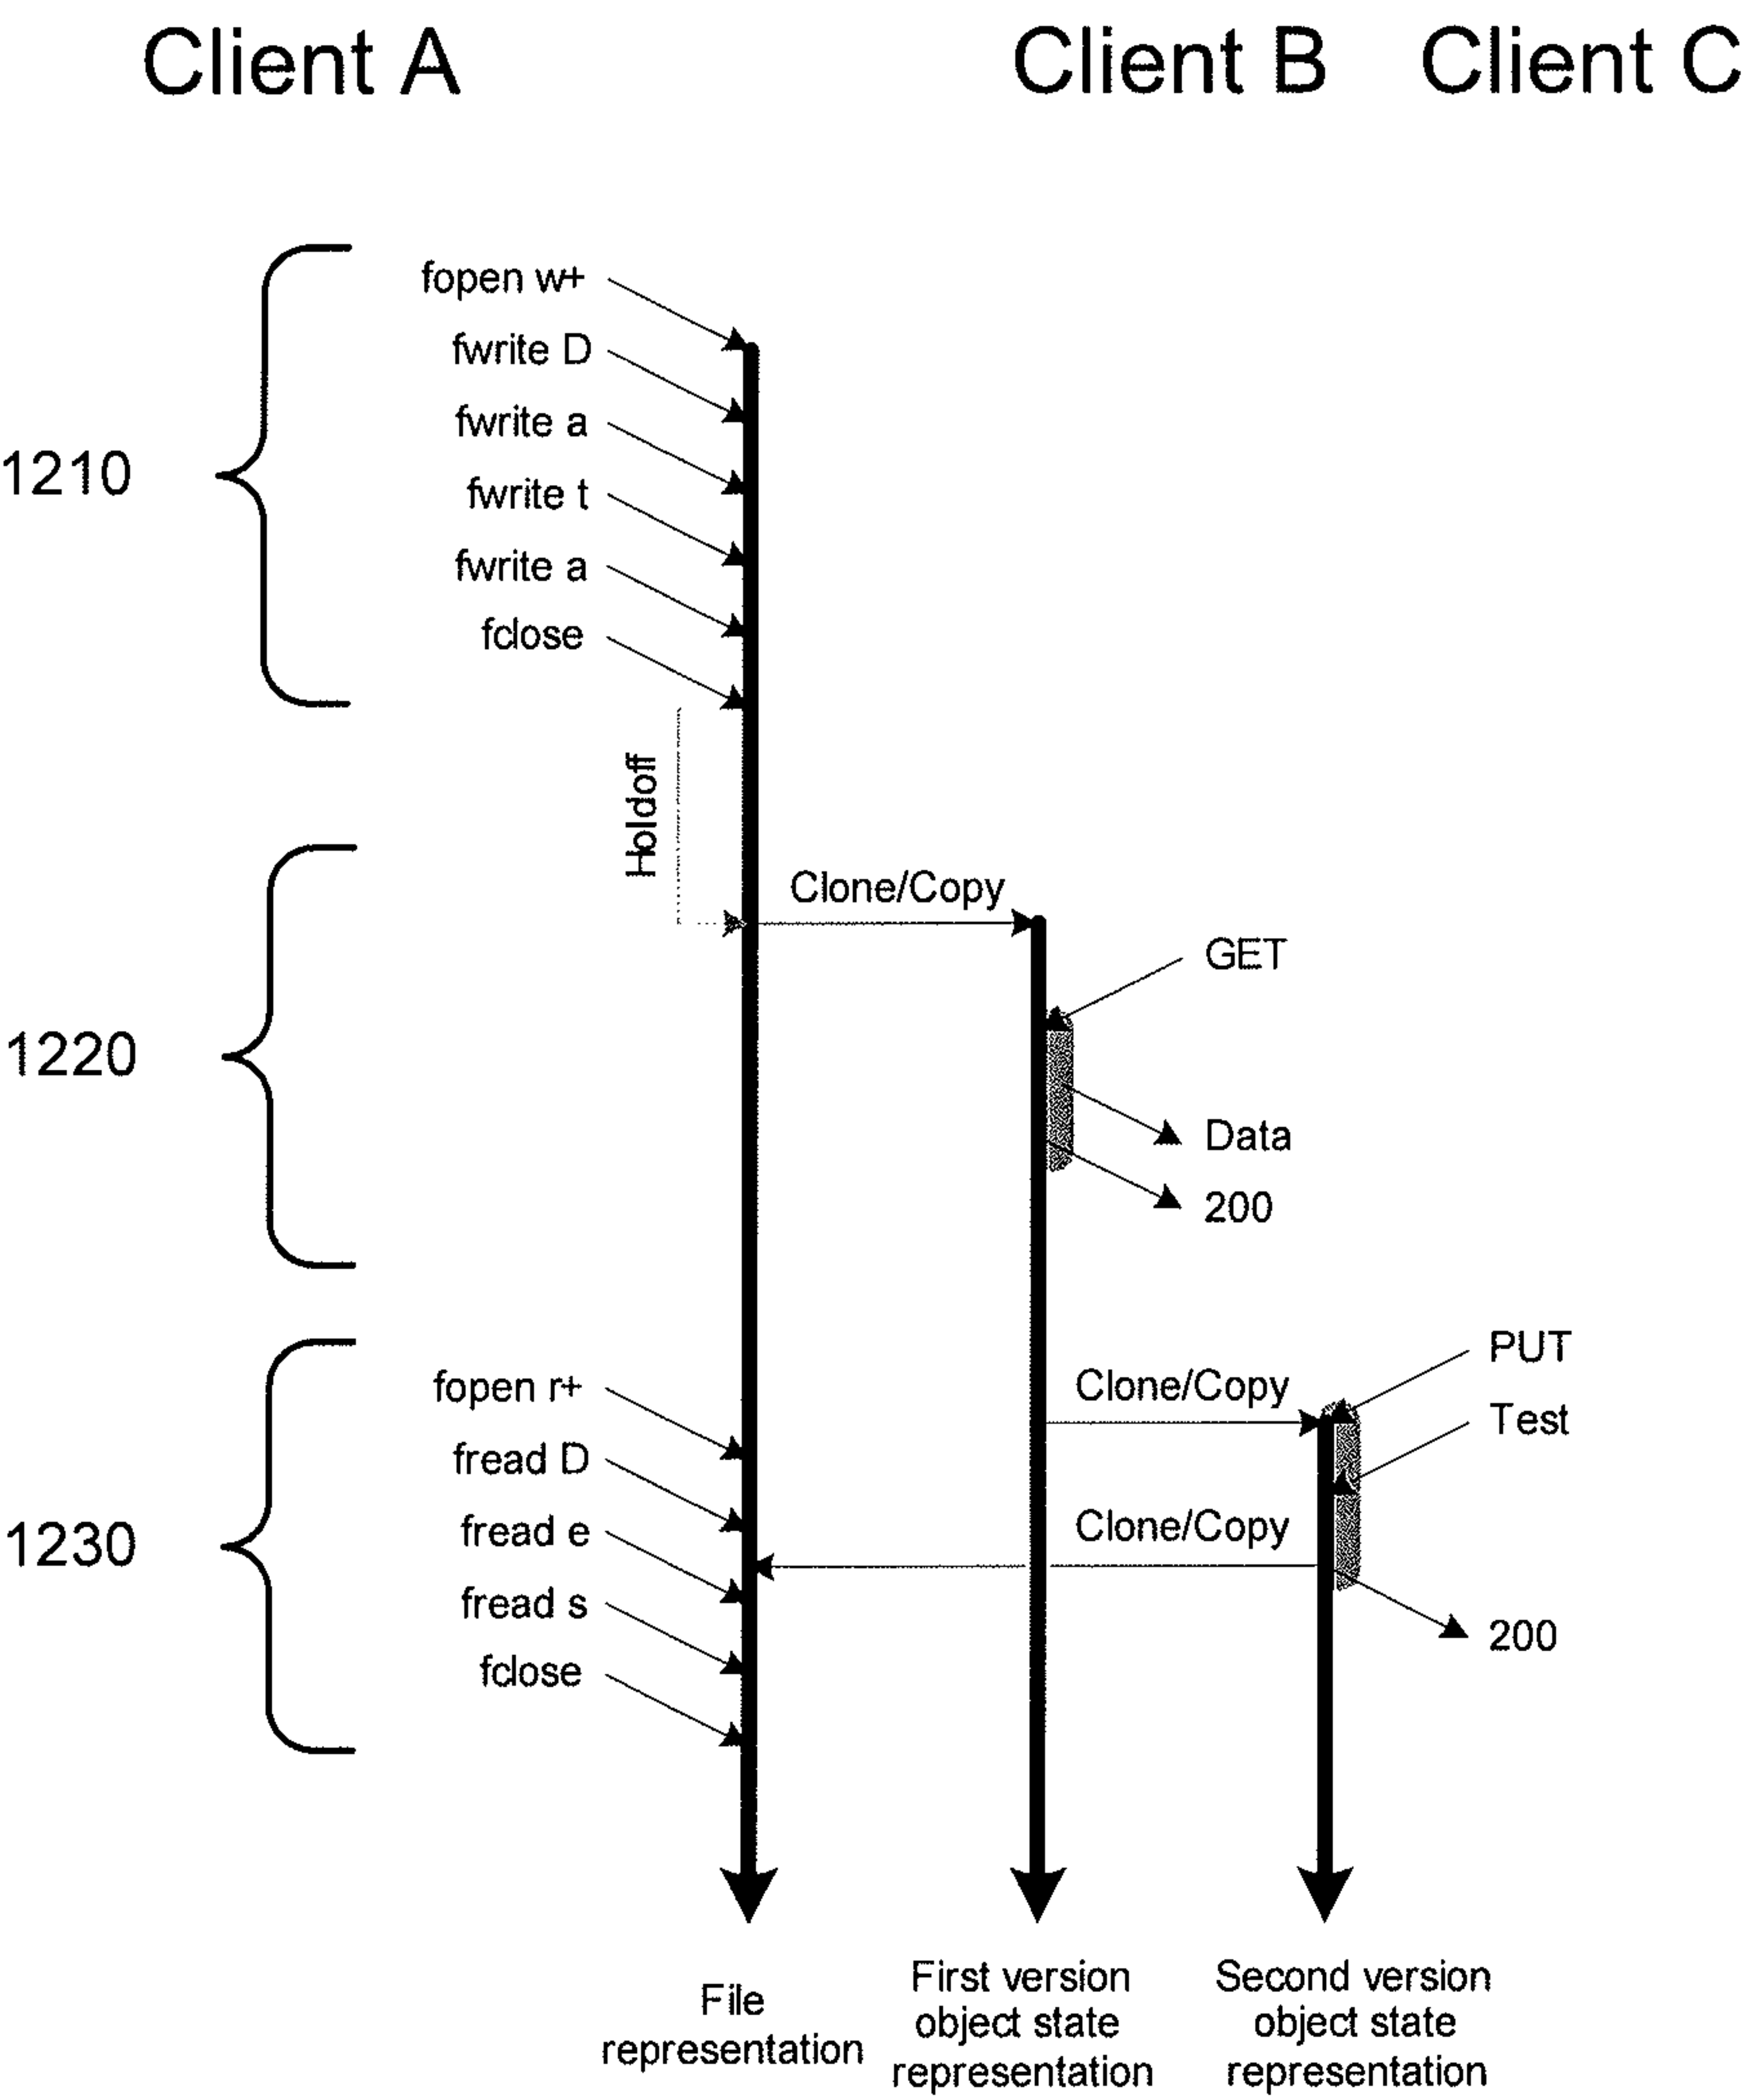 Client A
Client B
Client C
1210
fopen w+
fwrite D
fwrite a
fwrite t
fwrite a
fclose
Holdoff
1220
Clone/Copy
GET
Data
200
1230
fopen r+
fread D
fread e
fread s
fclose
Clone/Copy
Clone/Copy
PUT
Test
200
File
representation
First version
object state
representation
Second version
object state
representation